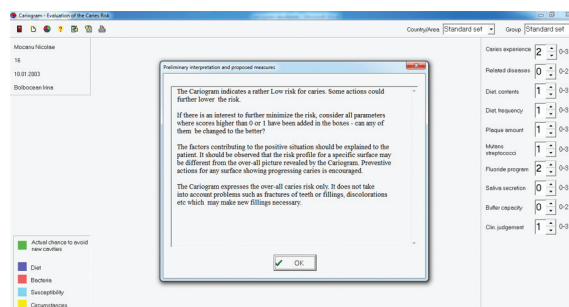 Cariogram - Evaluation of the Caries Risk
Country/Area Standard set Group Standard set
Mocanu Nicolae
16
10.01.2003
Bolbocean Irina
Preliminary interpretation and proposed measures
The Cariogram indicates a rather Low risk for caries. Some actions could
further lower the risk.
If there is an interest to further minimize the risk, consider all parameters
where scores higher than 0 or 1 have been added in the boxes - can any of
them be changed to the better?
The factors contributing to the positive situation should be explained to the
patient. It should be observed that the risk profile for a specific surface may
be different from the over-all picture revealed by the Cariogram. Preventive
actions for any surface showing progressing caries is encouraged.
The Cariogram expresses the over-all caries risk only. It does not take
into account problems such as fractures of teeth or fillings, discolorations
etc which may make new fillings necessary.
OK
Caries experience 2 0-3
Related diseases 0 0-2
Diet, contents 1 0-3
Diet, frequency 1 0-3
Plaque amount 1 0-3
Mutans
streptococci 1 0-3
Fluoride program 2 0-3
Saliva secretion 0 0-3
Buffer capacity 0 0-2
Clin. judgement 1 0-3
Actual chance to avoid
new cavities
Diet
Bacteria
Susceptibility
Circumstances